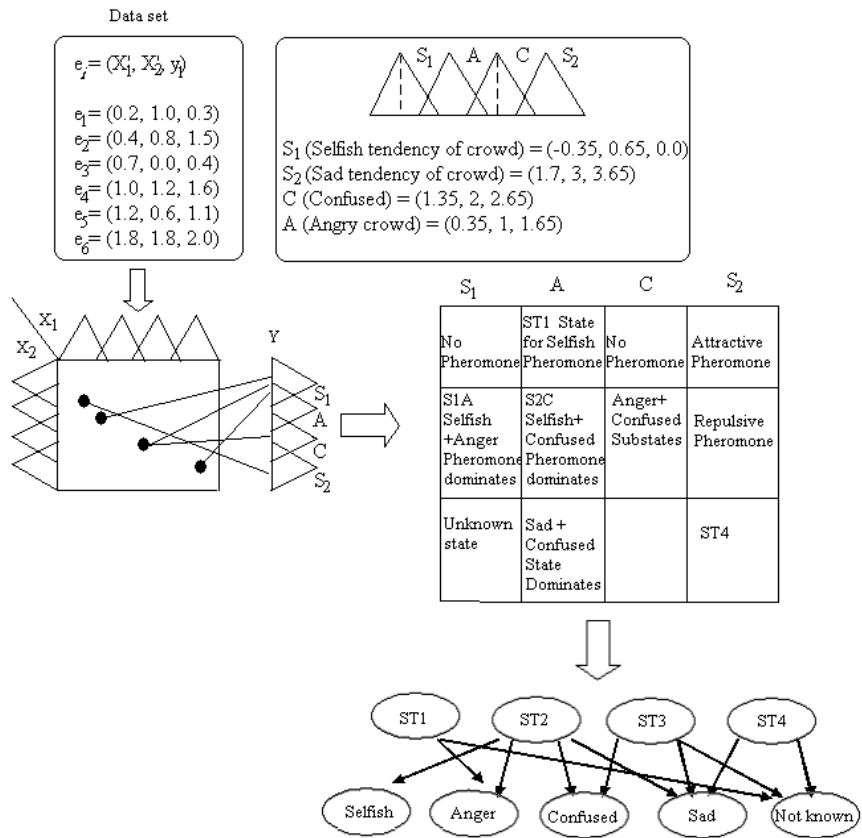 Data set
e_i = (X_1^i, X_2^i, y_1^i)
e1= (0.2, 1.0, 0.3)
e2= (0.4, 0.8, 1.5)
e3= (0.7, 0.0, 0.4)
e4= (1.0, 1.2, 1.6)
e5= (1.2, 0.6, 1.1)
e6= (1.8, 1.8, 2.0)
S1 A C S2
S1 (Selfish tendency of crowd) = (-0.35, 0.65, 0.0)
S2 (Sad tendency of crowd) = (1.7, 3, 3.65)
C (Confused) = (1.35, 2, 2.65)
A (Angry crowd) = (0.35, 1, 1.65)
X1
X2
Y
S1
A
C
S2
S1 A C S2
No
Pheromone
ST1 State
for Selfish
Pheromone
No
Pheromone
Attractive
Pheromone
S1A
Selfish
+Anger
Pheromone
dominates
S2C
Selfish+
Confused
Pheromone
dominates
Anger+
Confused
Substates
Repulsive
Pheromone
Unknown
state
Sad +
Confused
State
Dominates
ST4
ST1 ST2 ST3 ST4
Selfish Anger Confused Sad Not known